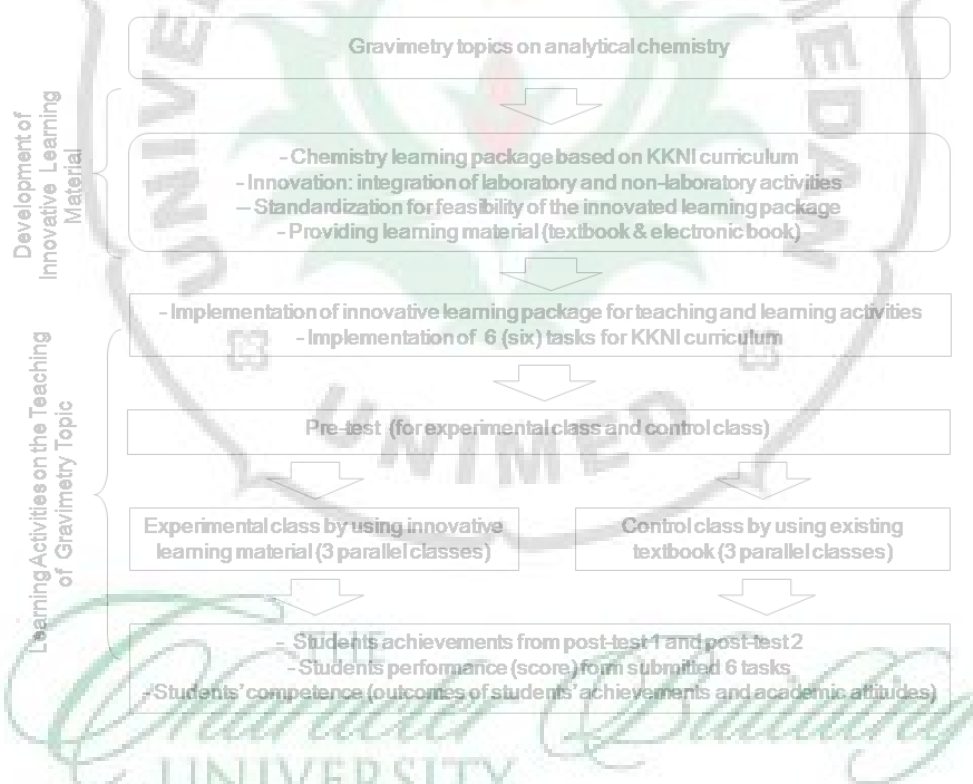 Gravimetry topics on analytical chemistry
Development of
Innovative Learning
Material
- Chemistry learning package based on KKNI curriculum
- Innovation: integration of laboratory and non-laboratory activities
– Standardization for feasibility of the innovated learning package
- Providing learning material (textbook & electronic book)
- Implementation of innovative learning package for teaching and learning activities
- Implementation of 6 (six) tasks for KKNI curriculum
Learning Activities on the Teaching
of Gravimetry Topic
Pre-test (for experimental class and control class)
Experimental class by using innovative
learning material (3 parallel classes)
Control class by using existing
textbook (3 parallel classes)
- Students achievements from post-test 1 and post-test 2
- Students performance (score) form submitted 6 tasks
- Students' competence (outcomes of students' achievements and academic attitudes)
UNIMED
THE
Character Building
UNIVERSITY